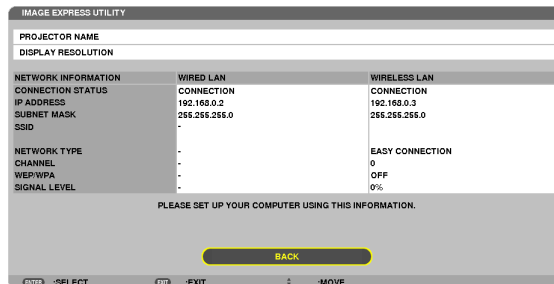 IMAGE EXPRESS UTILITY
PROJECTOR NAME
DISPLAY RESOLUTION
NETWORK INFORMATION WIRED LAN WIRELESS LAN
CONNECTION STATUS CONNECTION CONNECTION
IP ADDRESS 192.168.0.2 192.168.0.3
SUBNET MASK 255.255.255.0 255.255.255.0
SSID -
NETWORK TYPE - EASY CONNECTION
CHANNEL - 0
WEP/WPA - OFF
SIGNAL LEVEL - 0%
PLEASE SET UP YOUR COMPUTER USING THIS INFORMATION.
BACK
ENTER :SELECT EXIT :EXIT :MOVE